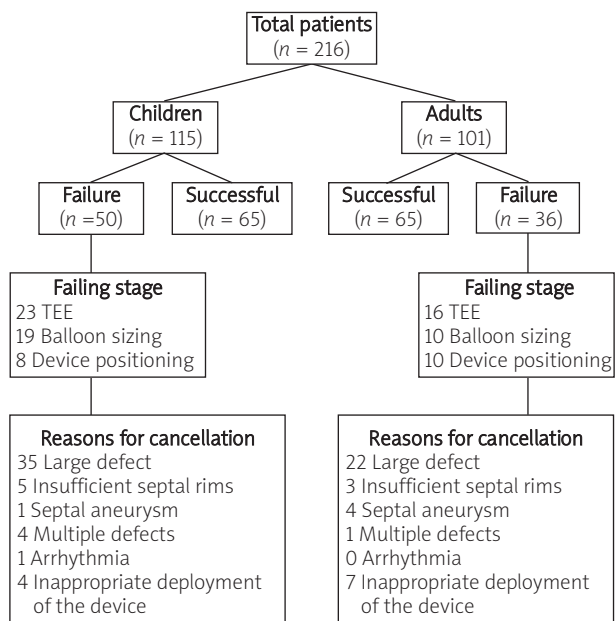 Total patients
(n = 216)
Children
(n = 115)
Adults
(n = 101)
Failure
(n =50)
Successful
(n = 65)
Successful
(n = 65)
Failure
(n = 36)
Failing stage
23 TEE
19 Balloon sizing
8 Device positioning
Failing stage
16 TEE
10 Balloon sizing
10 Device positioning
Reasons for cancellation
35 Large defect
5 Insufficient septal rims
1 Septal aneurysm
4 Multiple defects
1 Arrhythmia
4 Inappropriate deployment
of the device
Reasons for cancellation
22 Large defect
3 Insufficient septal rims
4 Septal aneurysm
1 Multiple defects
0 Arrhythmia
7 Inappropriate deployment
of the device